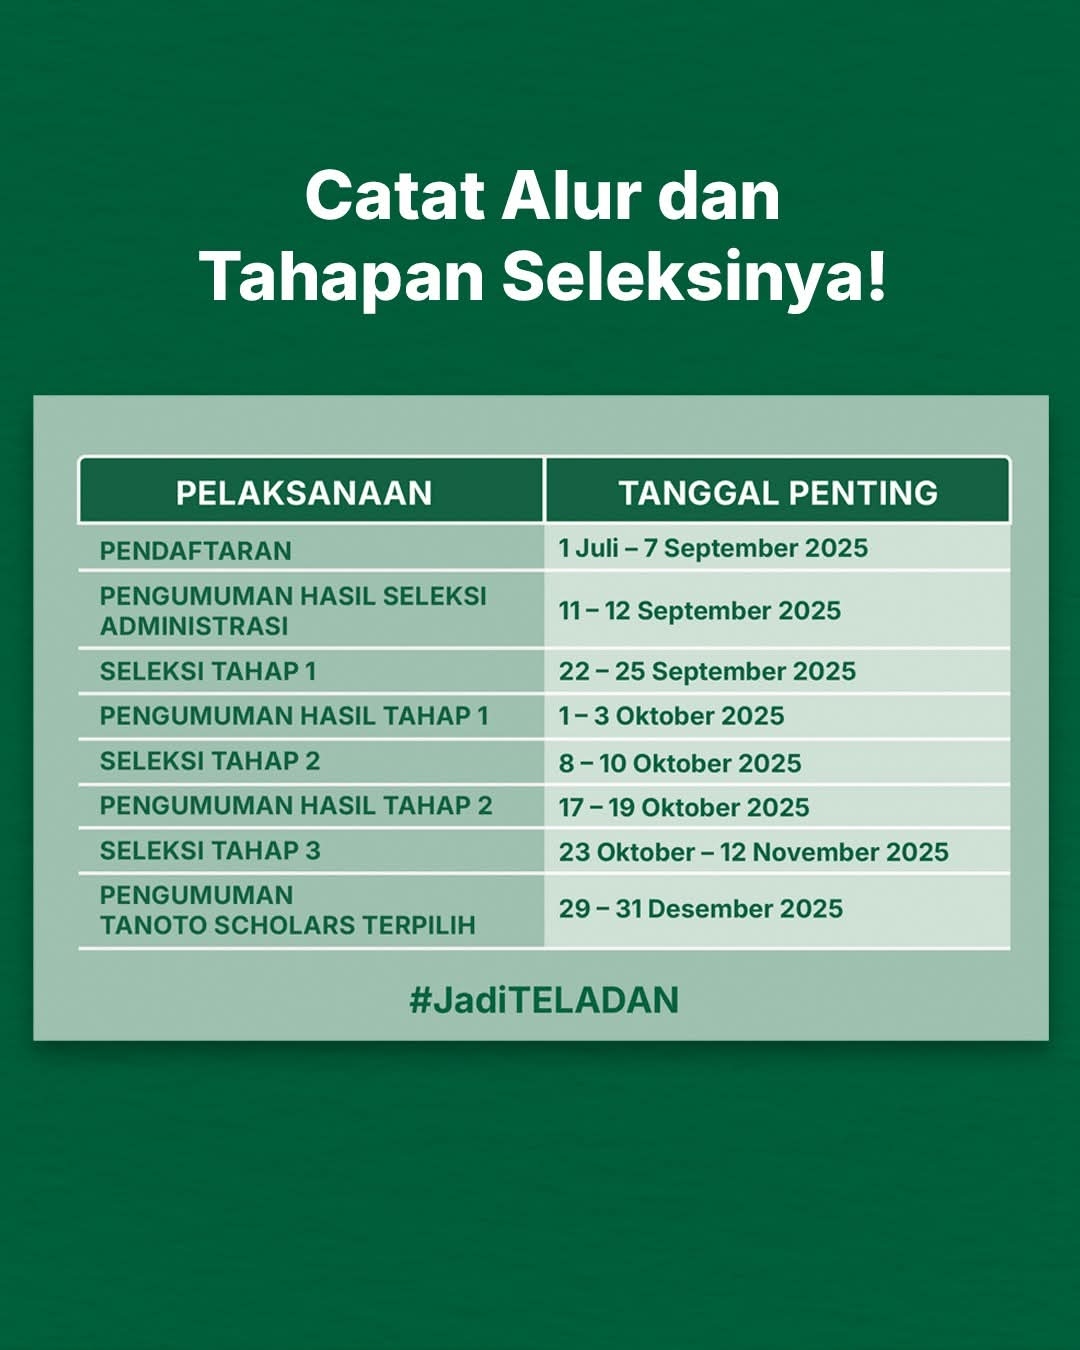 Catat Alur dan
Tahapan Seleksinya!
PELAKSANAAN
TANGGAL PENTING
PENDAFTARAN
1 Juli – 7 September 2025
PENGUMUMAN HASIL SELEKSI
ADMINISTRASI
11 – 12 September 2025
SELEKSI TAHAP 1
22 – 25 September 2025
PENGUMUMAN HASIL TAHAP 1
1 – 3 Oktober 2025
SELEKSI TAHAP 2
8 – 10 Oktober 2025
PENGUMUMAN HASIL TAHAP 2
17 – 19 Oktober 2025
SELEKSI TAHAP 3
23 Oktober – 12 November 2025
PENGUMUMAN
TANOTO SCHOLARS TERPILIH
29 – 31 Desember 2025
#JadiTELADAN